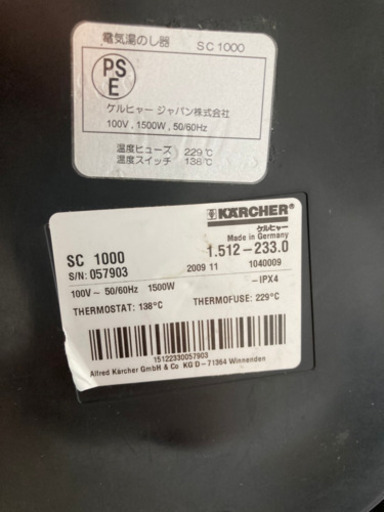 電気湯のし器 SC1000
PS
E
ケルヒャー ジャパン株式会社
100V , 1500W , 50/60Hz
温度ヒューズ 229℃
温度スイッチ 138℃
KÄRCHER
ケルヒャー
Made in Germany
SC 1000
1.512-233.0
S/N: 057903
2009 11 1040009
100V~ 50/60Hz 1500W -IPX4
THERMOSTAT: 138°C THERMOFUSE: 229°C
15122330057903
Alfred Kärcher GmbH & Co KG D - 71364 Winnenden